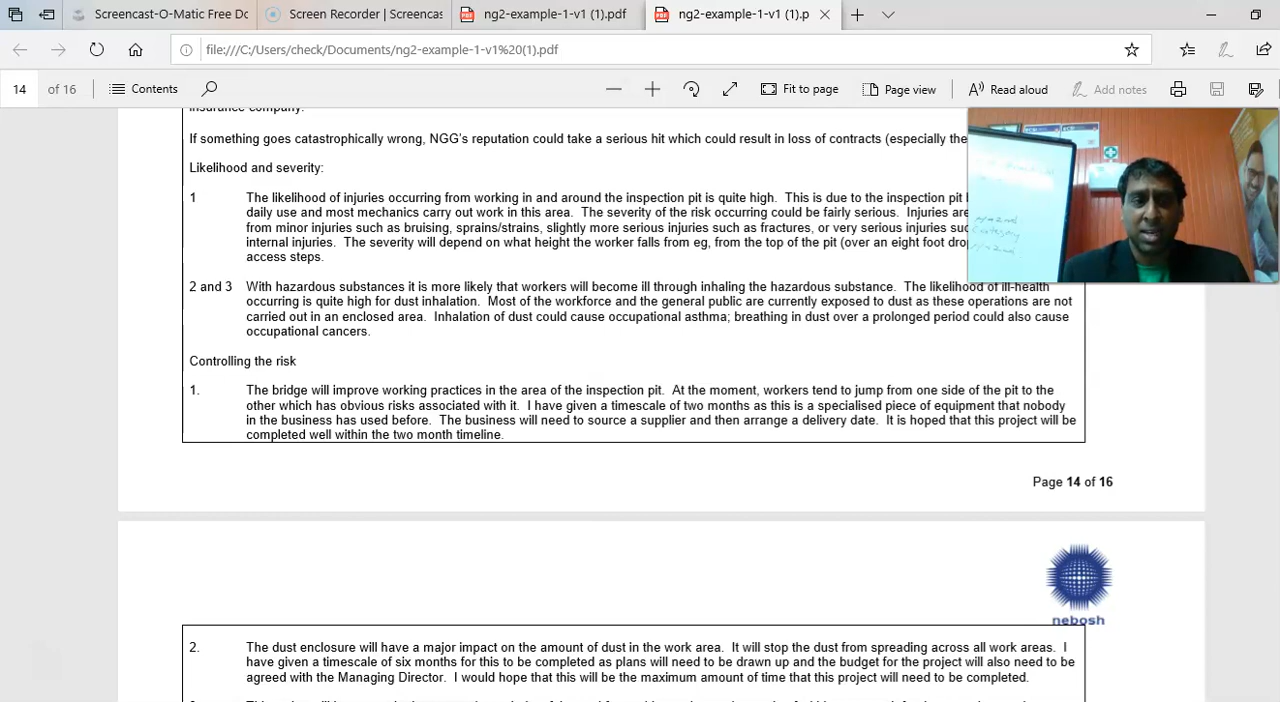 Screencast-O-Matic Free Dc
Screen Recorder | Screencas
ng2-example-1-v1 (1).pdf
ng2-example-1-v1 (1).p
file:///C:/Users/check/Documents/ng2-example-1-v1%20(1).pdf
14 of 16 Contents Fit to page Page view Read aloud Add notes
insurance company.
If something goes catastrophically wrong, NGG's reputation could take a serious hit which could result in loss of contracts (especially the
Likelihood and severity:
1 The likelihood of injuries occurring from working in and around the inspection pit is quite high. This is due to the inspection pit
daily use and most mechanics carry out work in this area. The severity of the risk occurring could be fairly serious. Injuries are
from minor injuries such as bruising, sprains/strains, slightly more serious injuries such as fractures, or very serious injuries
internal injuries. The severity will depend on what height the worker falls from eg, from the top of the pit (over an eight foot
access steps.
2 and 3 With hazardous substances it is more likely that workers will become ill through inhaling the hazardous substance. The likelihood of ill-health
occurring is quite high for dust inhalation. Most of the workforce and the general public are currently exposed to dust as these operations are not
carried out in an enclosed area. Inhalation of dust could cause occupational asthma; breathing in dust over a prolonged period could also cause
occupational cancers.
Controlling the risk
1. The bridge will improve working practices in the area of the inspection pit. At the moment, workers tend to jump from one side of the pit to the
other which has obvious risks associated with it. I have given a timescale of two months as this is a specialised piece of equipment that nobody
in the business has used before. The business will need to source a supplier and then arrange a delivery date. It is hoped that this project will be
completed well within the two month timeline.
Page 14 of 16
nebosh
2. The dust enclosure will have a major impact on the amount of dust in the work area. It will stop the dust from spreading across all work areas. I
have given a timescale of six months for this to be completed as plans will need to be drawn up and the budget for the project will also need to be
agreed with the Managing Director. I would hope that this will be the maximum amount of time that this project will need to be completed.